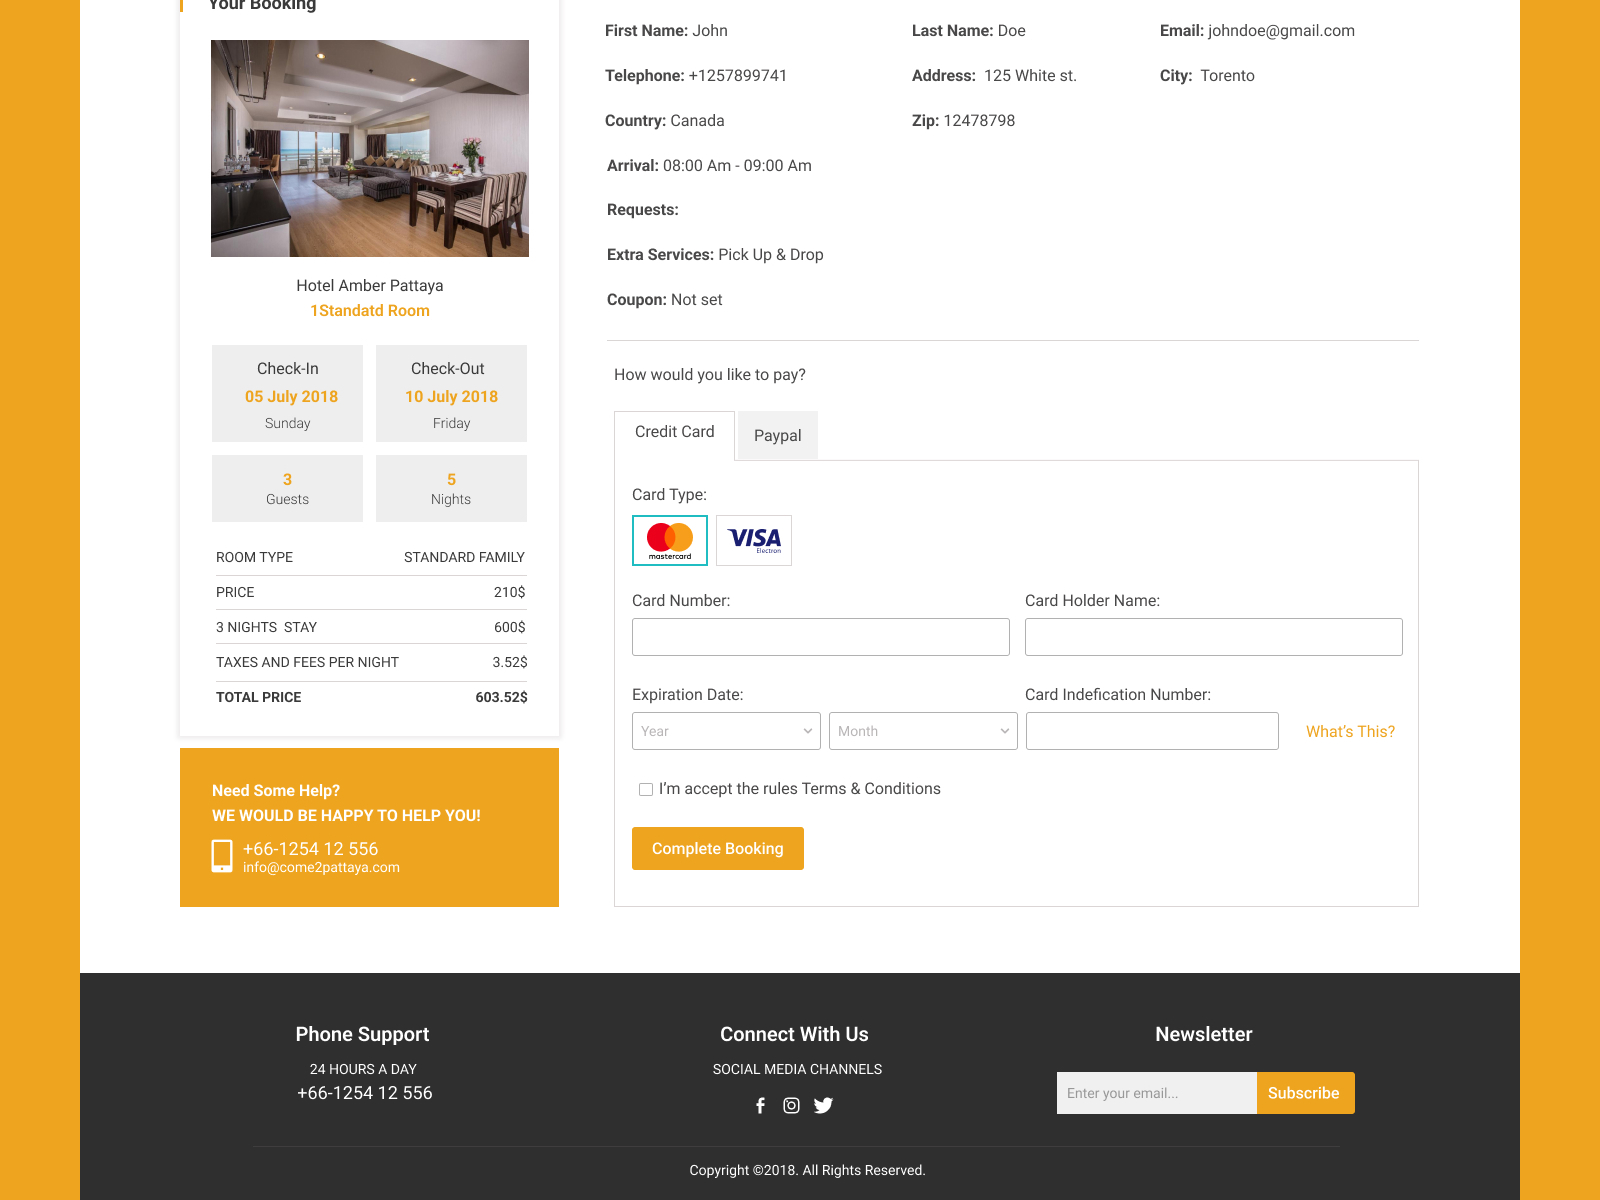 Your Booking
Hotel Amber Pattaya
1Standatd Room
Check-In
05 July 2018
Sunday
Check-Out
10 July 2018
Friday
3
Guests
5
Nights
ROOM TYPE STANDARD FAMILY
PRICE 210$
3 NIGHTS STAY 600$
TAXES AND FEES PER NIGHT 3.52$
TOTAL PRICE 603.52$
Need Some Help?
WE WOULD BE HAPPY TO HELP YOU!
+66-1254 12 556
info@come2pattaya.com
First Name: John Last Name: Doe Email: johndoe@gmail.com
Telephone: +1257899741 Address: 125 White st. City: Torento
Country: Canada Zip: 12478798
Arrival: 08:00 Am - 09:00 Am
Requests:
Extra Services: Pick Up & Drop
Coupon: Not set
How would you like to pay?
Credit Card Paypal
Card Type:
mastercard
VISA
Electron
Card Number: Card Holder Name:
Expiration Date: Card Indefication Number:
Year Month What's This?
I'm accept the rules Terms & Conditions
Complete Booking
Phone Support
24 HOURS A DAY
+66-1254 12 556
Connect With Us
SOCIAL MEDIA CHANNELS
Newsletter
Enter your email... Subscribe
Copyright ©2018. All Rights Reserved.